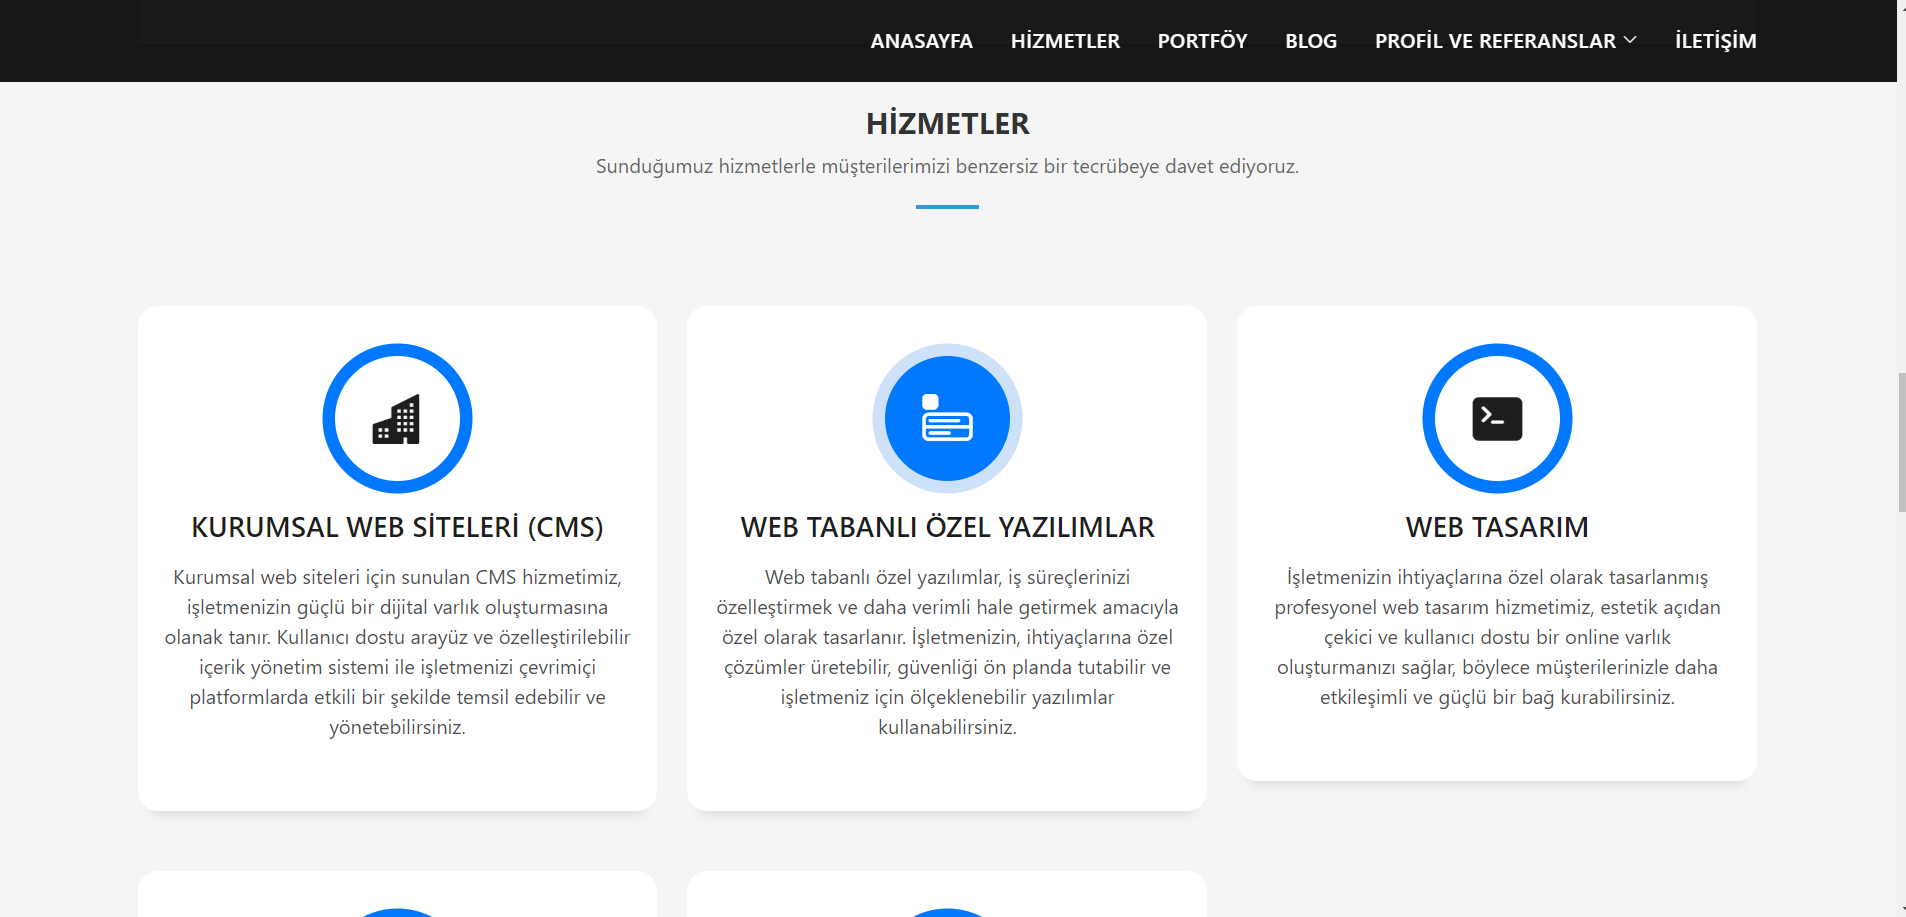 ANASAYFA HİZMETLER PORTFÖY BLOG PROFİL VE REFERANSLAR İLETİŞİM
HİZMETLER
Sunduğumuz hizmetlerle müşterilerimizi benzersiz bir tecrübeye davet ediyoruz.
KURUMSAL WEB SİTELERİ (CMS)
Kurumsal web siteleri için sunulan CMS hizmetimiz,
işletmenizin güçlü bir dijital varlık oluşturmasına
olanak tanır. Kullanıcı dostu arayüz ve özelleştirilebilir
içerik yönetim sistemi ile işletmenizi çevrimiçi
platformlarda etkili bir şekilde temsil edebilir ve
yönetebilirsiniz.
WEB TABANLI ÖZEL YAZILIMLAR
Web tabanlı özel yazılımlar, iş süreçlerinizi
özelleştirmek ve daha verimli hale getirmek amacıyla
özel olarak tasarlanır. İşletmenizin, ihtiyaçlarına özel
çözümler üretebilir, güvenliği ön planda tutabilir ve
işletmeniz için ölçeklenebilir yazılımlar
kullanabilirsiniz.
WEB TASARIM
İşletmenizin ihtiyaçlarına özel olarak tasarlanmış
profesyonel web tasarım hizmetimiz, estetik açıdan
çekici ve kullanıcı dostu bir online varlık
oluşturmanızı sağlar, böylece müşterilerinizle daha
etkileşimli ve güçlü bir bağ kurabilirsiniz.